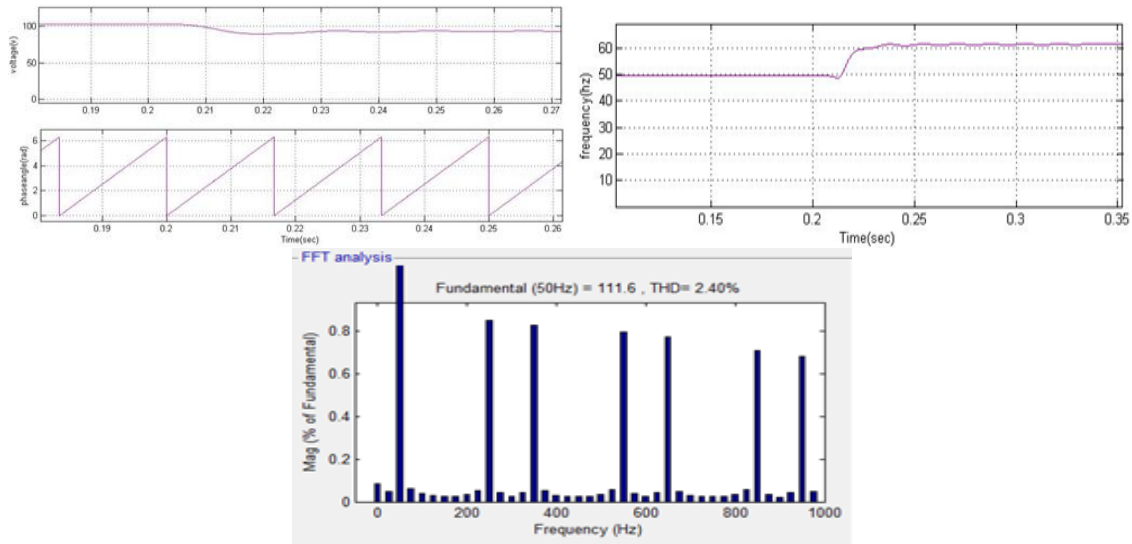 100
50
0
voltage(v)
0.19 0.2 0.21 0.22 0.23 0.24 0.25 0.26 0.27
6
4
2
0
phaseangle(rad)
0.19 0.2 0.21 0.22 0.23 0.24 0.25 0.26
Time(sec)
60
50
40
30
20
10
frequency(hz)
0.15 0.2 0.25 0.3 0.35
Time(sec)
FFT analysis
Fundamental (50Hz) = 111.6 , THD= 2.40%
0.8
0.6
0.4
0.2
0
Mag (% of Fundamental)
0 200 400 600 800 1000
Frequency (Hz)